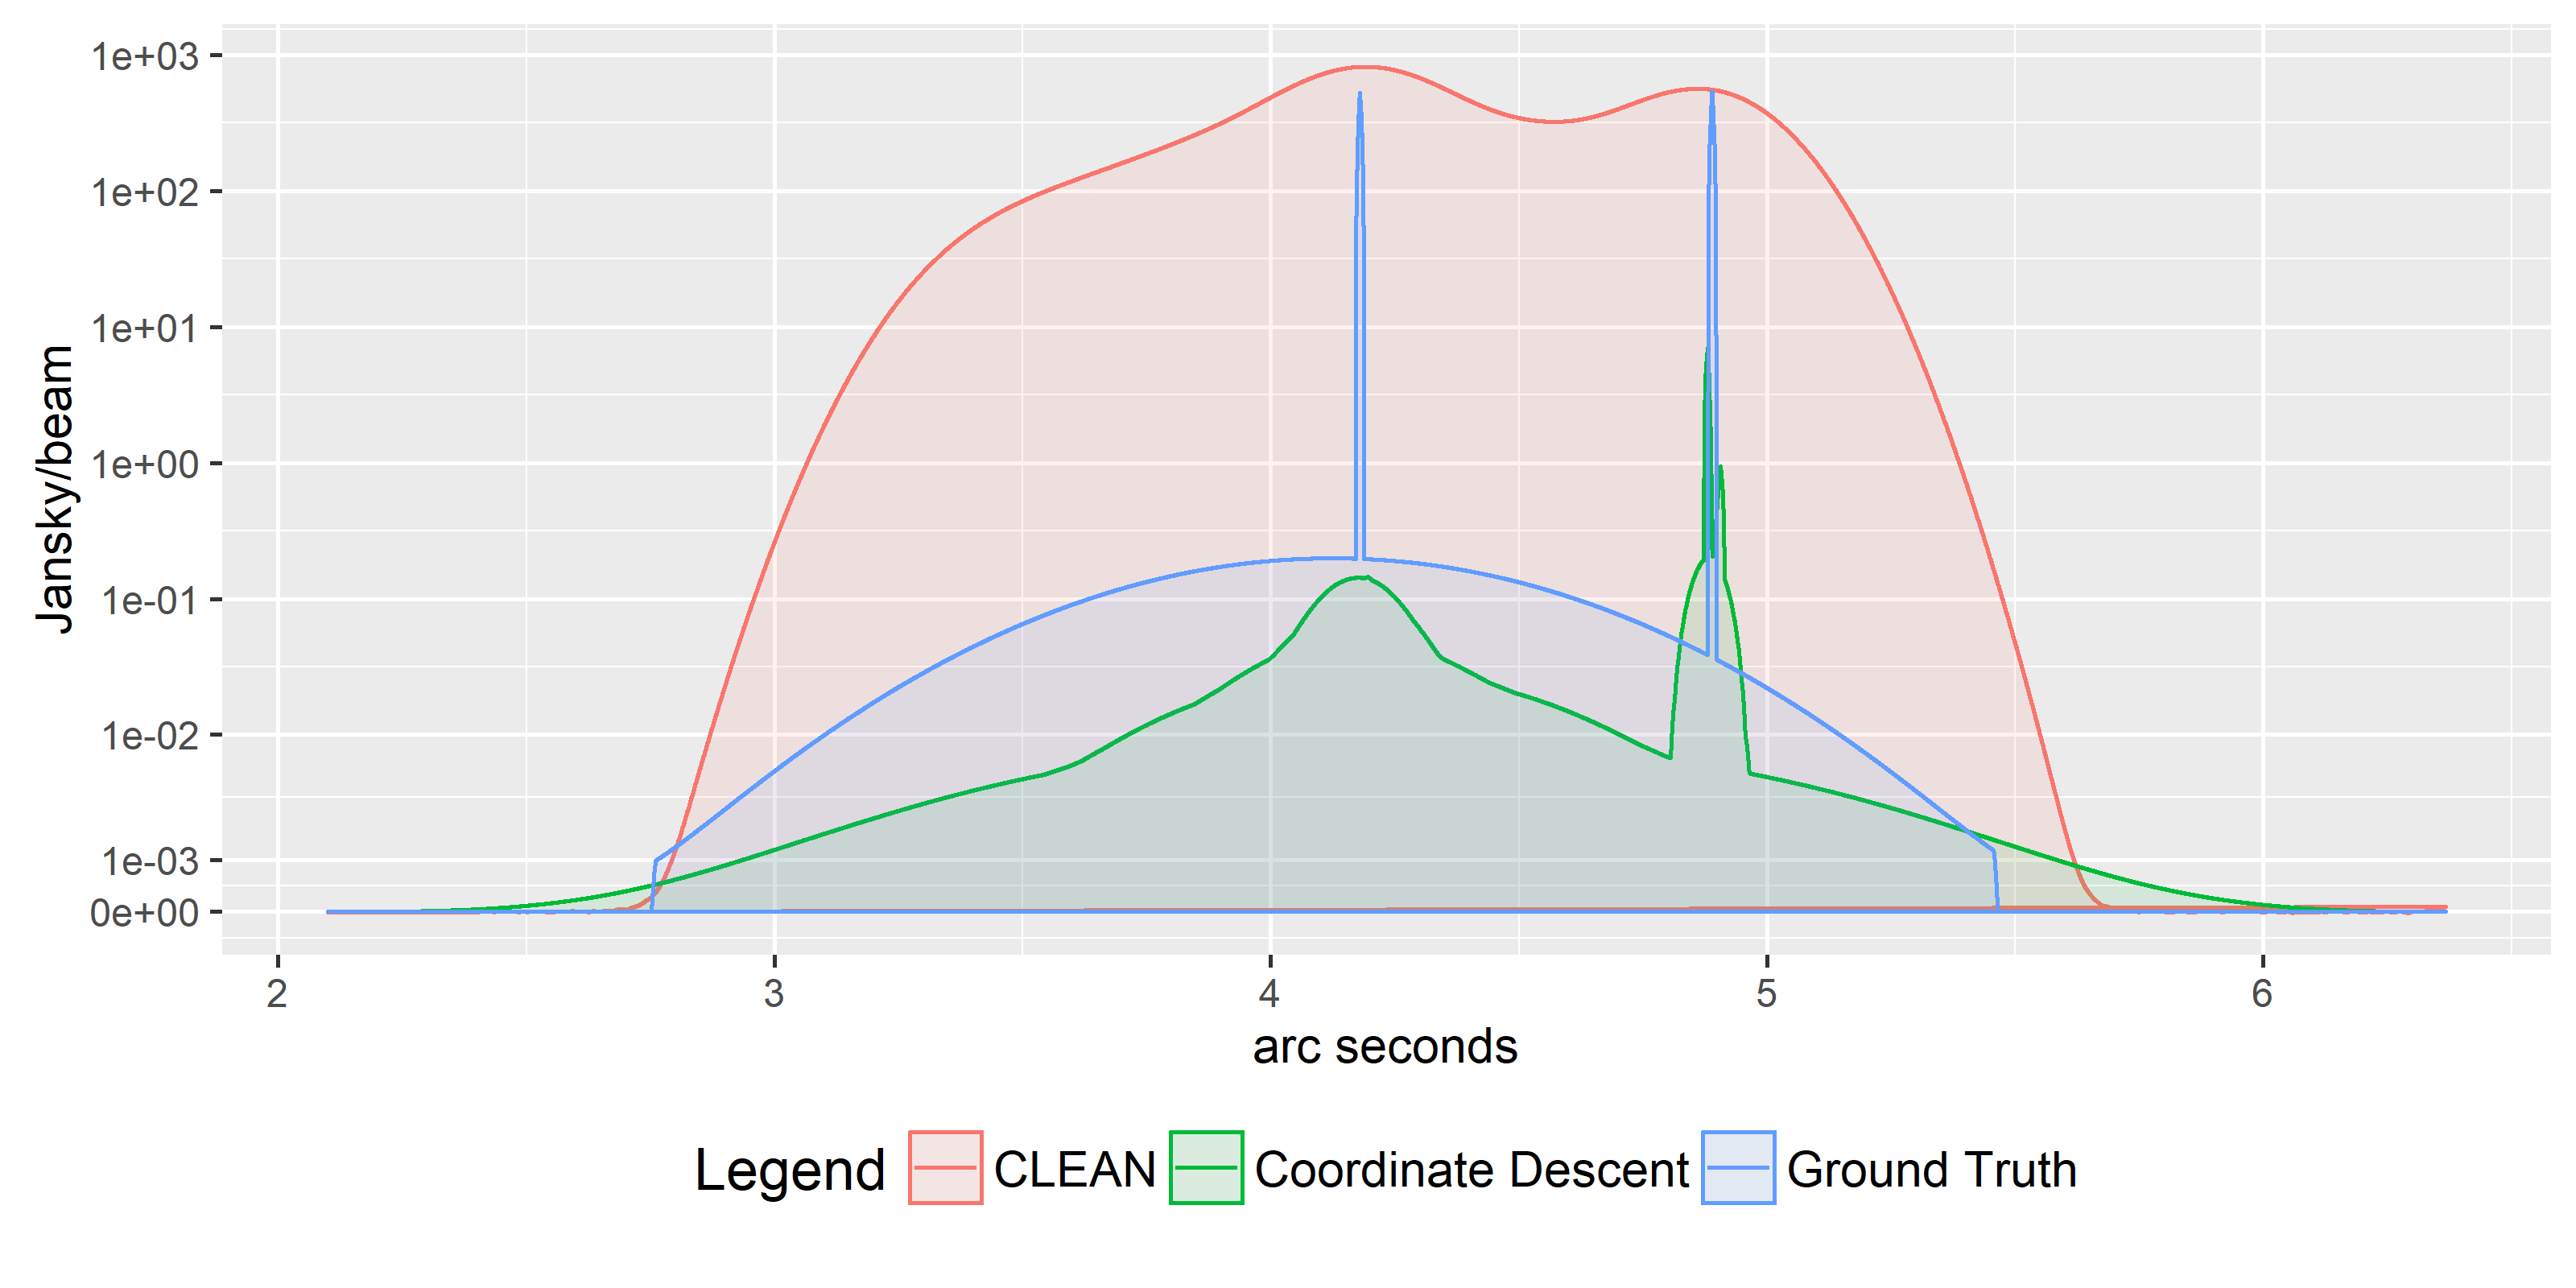 1e+03
1e+02
1e+01
1e+00
1e-01
1e-02
1e-03
0e+00
Jansky/beam
2 3 4 5 6
arc seconds
Legend CLEAN Coordinate Descent Ground Truth